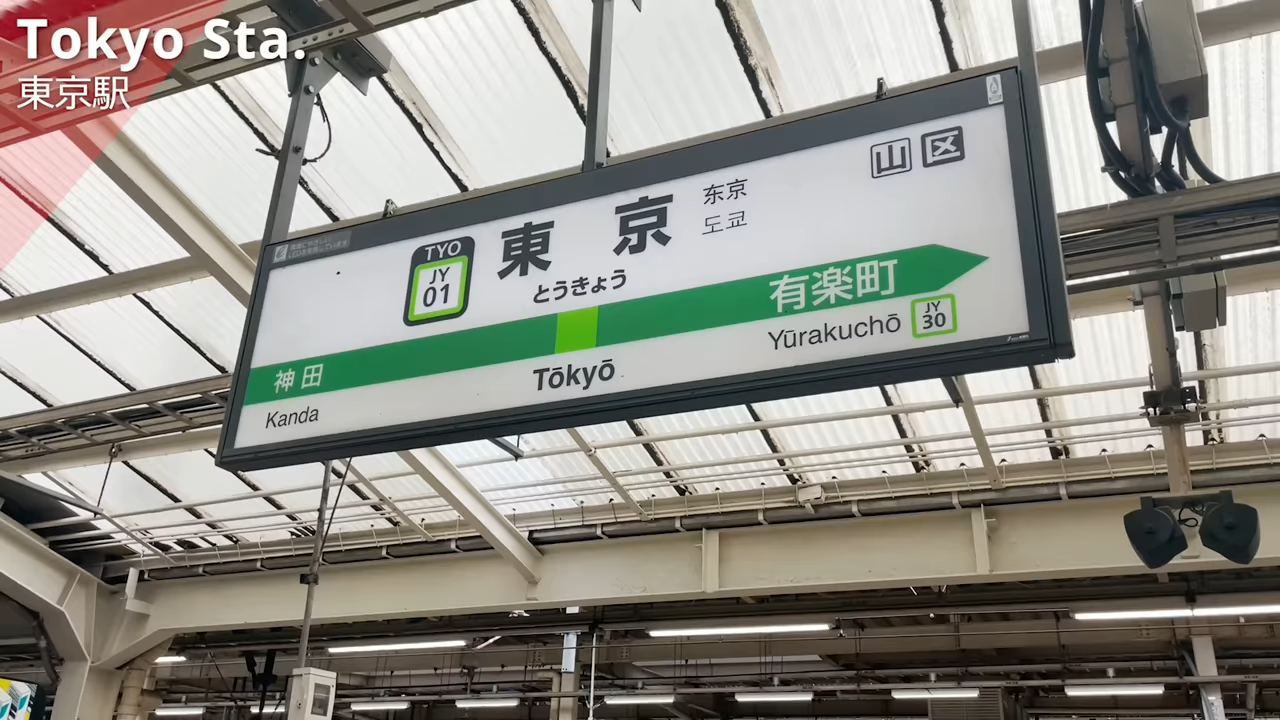 Tokyo Sta.
東京駅
山 区
TYO
JY
01
東京
东京
도쿄
とうきょう
神田
有楽町
Kanda
Tōkyō
Yūrakuchō
JY
30